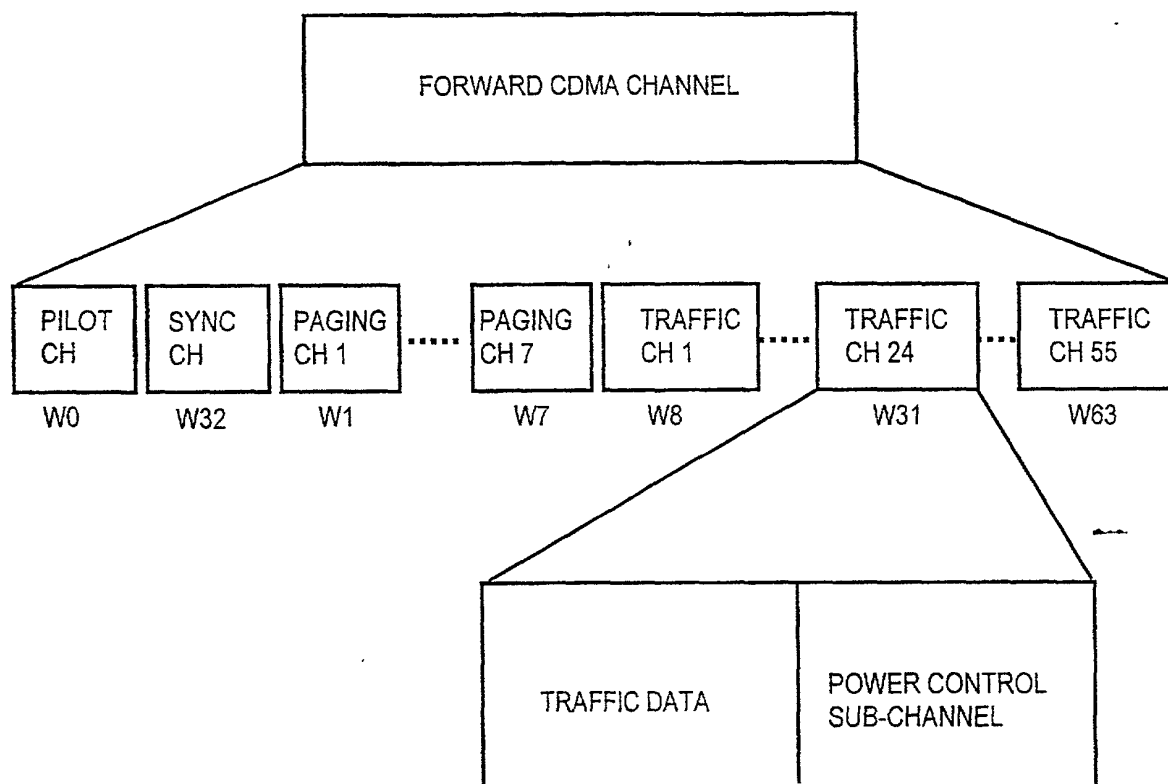 FORWARD CDMA CHANNEL
PILOT
CH
SYNC
CH
PAGING
CH 1
PAGING
CH 7
TRAFFIC
CH 1
TRAFFIC
CH 24
TRAFFIC
CH 55
W0
W32
W1
W7
W8
W31
W63
TRAFFIC DATA
POWER CONTROL
SUB-CHANNEL